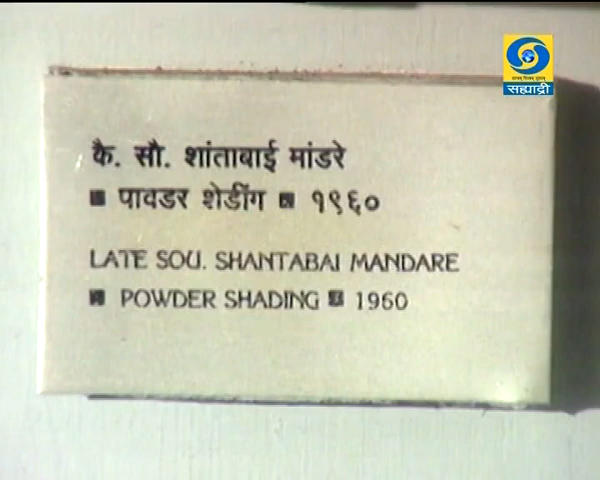 सह्याद्री
कै. सौ. शांताबाई मांडरे
▪ पावडर शेडींग ▪ १९६०
LATE SOU. SHANTABAI MANDARE
▪ POWDER SHADING ▪ 1960